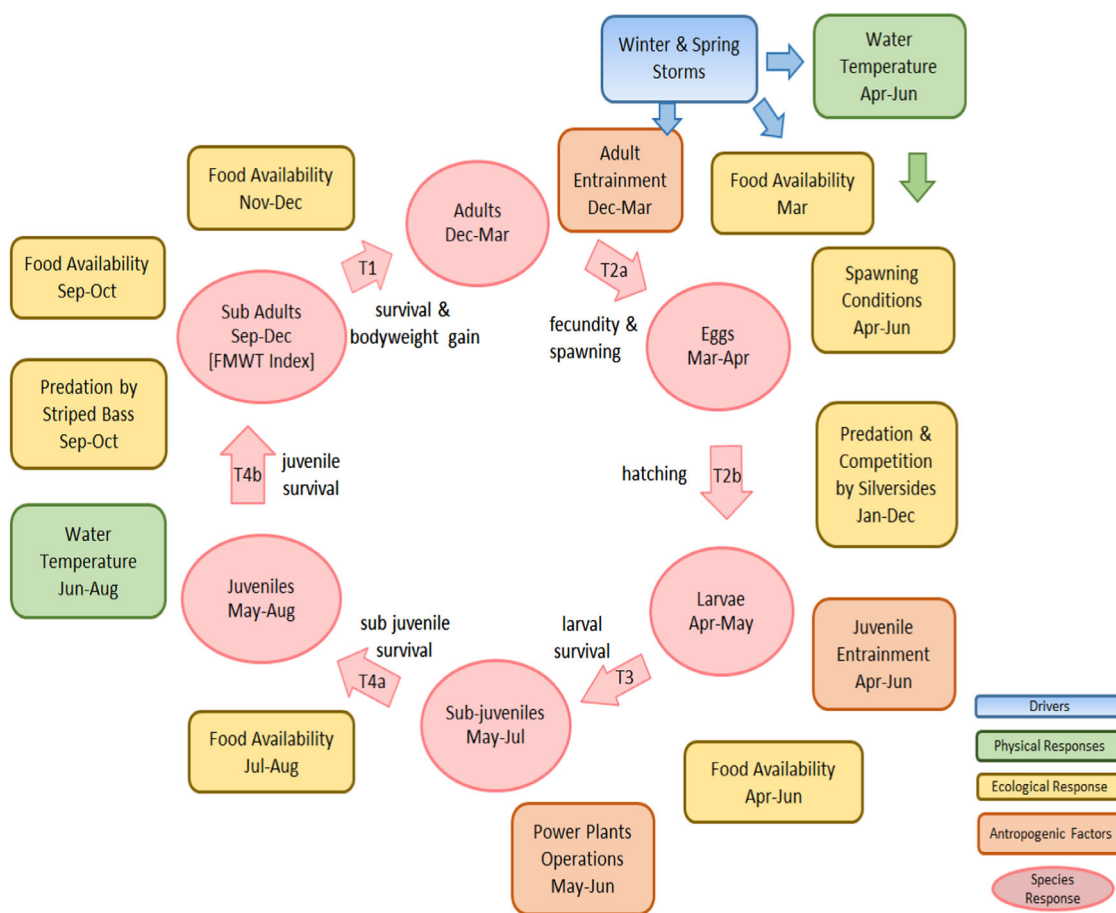 Winter & Spring
Storms
Water
Temperature
Apr-Jun
Food Availability
Nov-Dec
Adults
Dec-Mar
Adult
Entrainment
Dec-Mar
Food Availability
Mar
Food Availability
Sep-Oct
T1
survival &
bodyweight gain
T2a
fecundity &
spawning
Spawning
Conditions
Apr-Jun
Sub Adults
Sep-Dec
[FMWT Index]
Eggs
Mar-Apr
Predation by
Striped Bass
Sep-Oct
T4b
juvenile
survival
hatching
T2b
Predation &
Competition
by Silversides
Jan-Dec
Water
Temperature
Jun-Aug
Juveniles
May-Aug
Larvae
Apr-May
sub juvenile
survival
T4a
larval
survival
T3
Juvenile
Entrainment
Apr-Jun
Sub-juveniles
May-Jul
Food Availability
Jul-Aug
Food Availability
Apr-Jun
Power Plants
Operations
May-Jun
Drivers
Physical Responses
Ecological Response
Antropogenic Factors
Species
Response